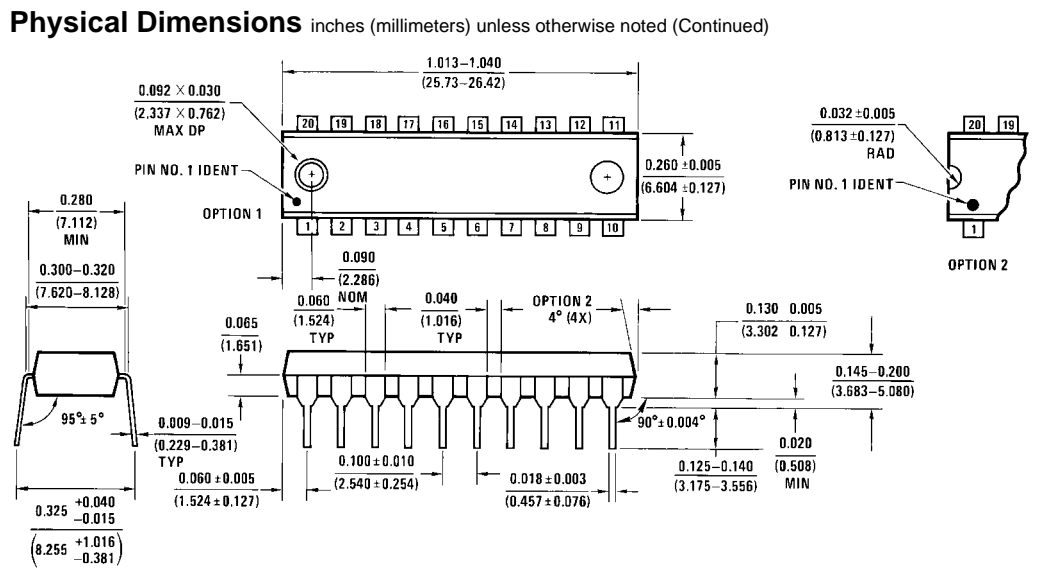 Physical Dimensions inches (millimeters) unless otherwise noted (Continued)
1.013–1.040
(25.73–26.42)
0.092 × 0.030
(2.337 × 0.762)
MAX DP
20 19 18 17 16 15 14 13 12 11
0.032 ±0.005
(0.813 ±0.127)
RAD
20 19
PIN NO. 1 IDENT
0.260 ±0.005
(6.604 ±0.127)
PIN NO. 1 IDENT
OPTION 1
1 2 3 4 5 6 7 8 9 10
1
OPTION 2
0.280
(7.112)
MIN
0.090
(2.286)
NOM
0.300–0.320
(7.620–8.128)
0.060
(1.524)
TYP
0.040
(1.016)
TYP
OPTION 2
4° (4X)
0.130 0.005
(3.302 0.127)
0.065
(1.651)
0.145–0.200
(3.683–5.080)
95°± 5°
0.009–0.015
(0.229–0.381)
TYP
90°± 0.004°
0.020
(0.508)
MIN
0.100 ± 0.010
(2.540 ± 0.254)
0.018 ± 0.003
(0.457 ± 0.076)
0.125–0.140
(3.175–3.556)
0.060 ± 0.005
(1.524 ± 0.127)
0.325 +0.040
−0.015
(8.255 +1.016
−0.381)